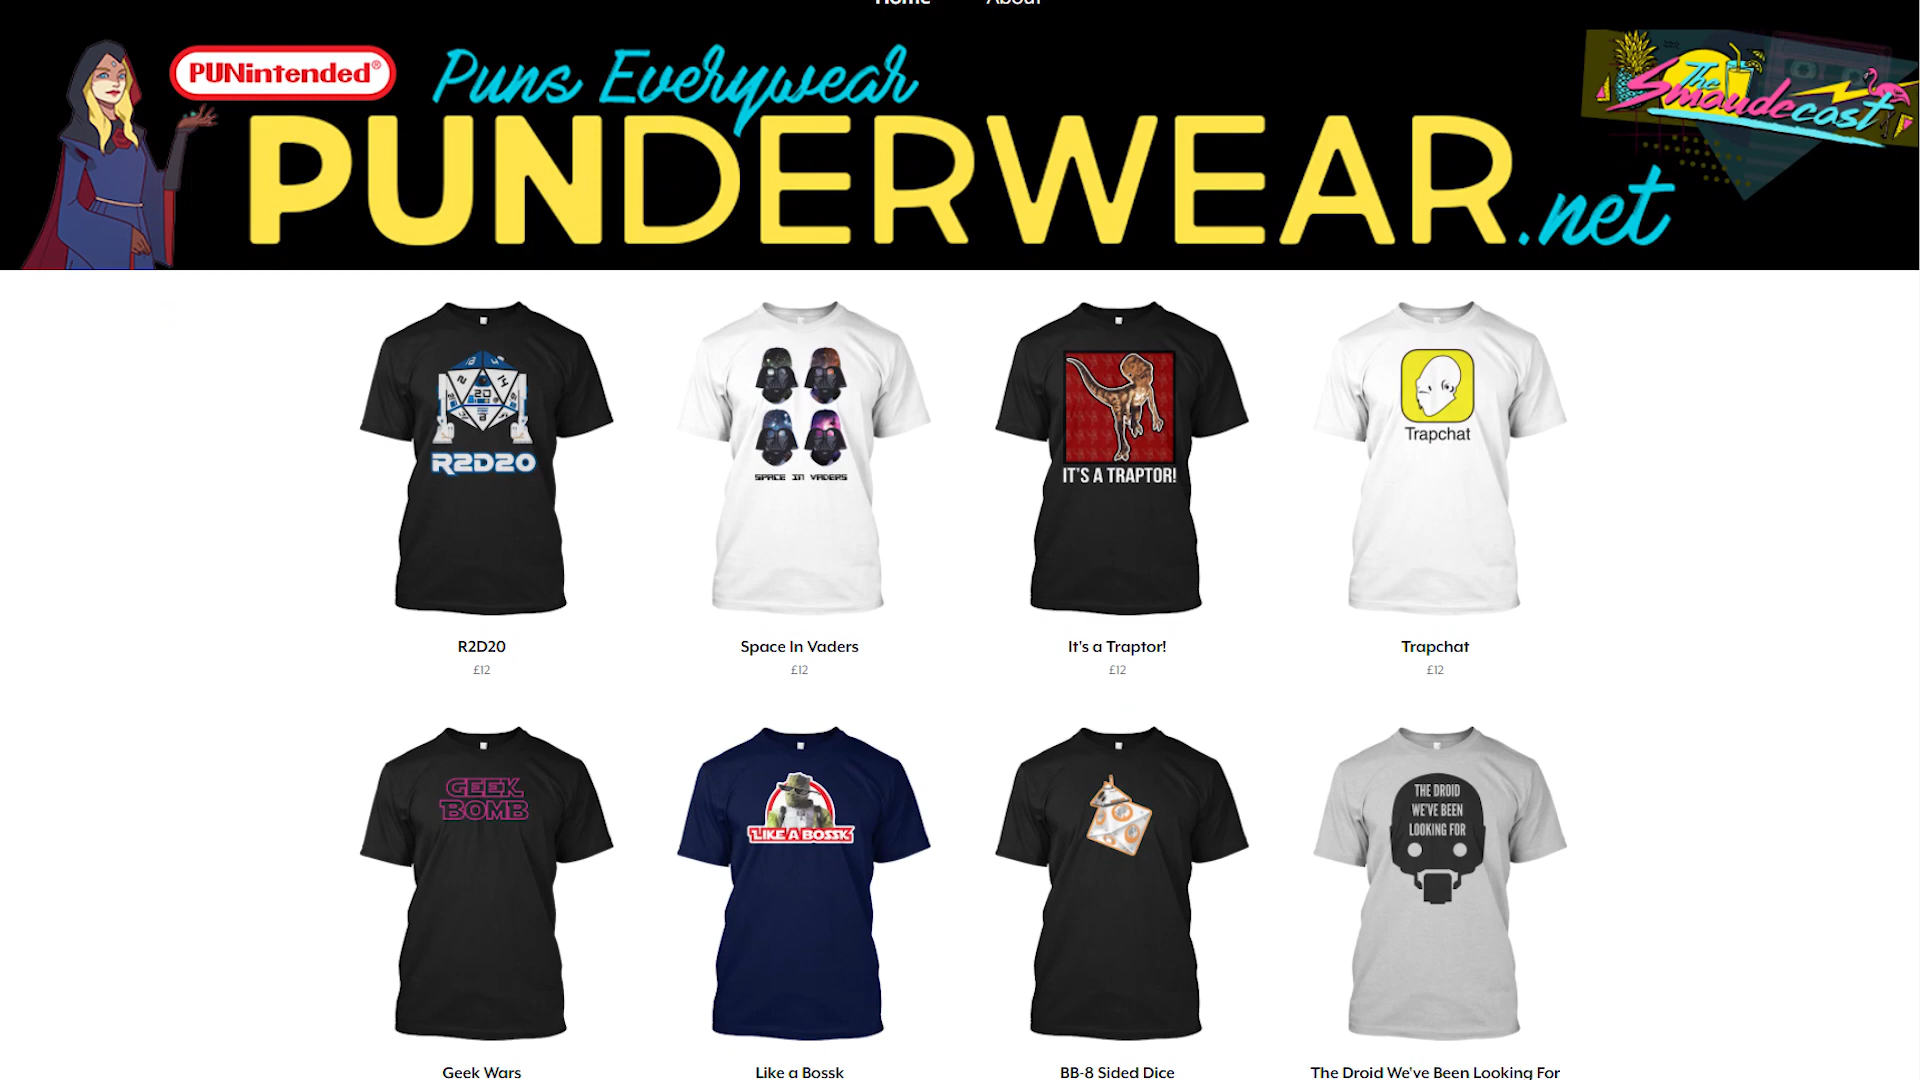 Home About
PUNintended®
Puns Everywear
PUNDERWEAR.net
The Smaudecast
R2D20
SPACE IN VADERS
IT'S A TRAPTOR!
Trapchat
R2D20
£12
Space In Vaders
£12
It's a Traptor!
£12
Trapchat
£12
GEEK
BOMB
LIKE A BOSSK
THE DROID
WE'VE BEEN
LOOKING FOR
Geek Wars
Like a Bossk
BB-8 Sided Dice
The Droid We've Been Looking For